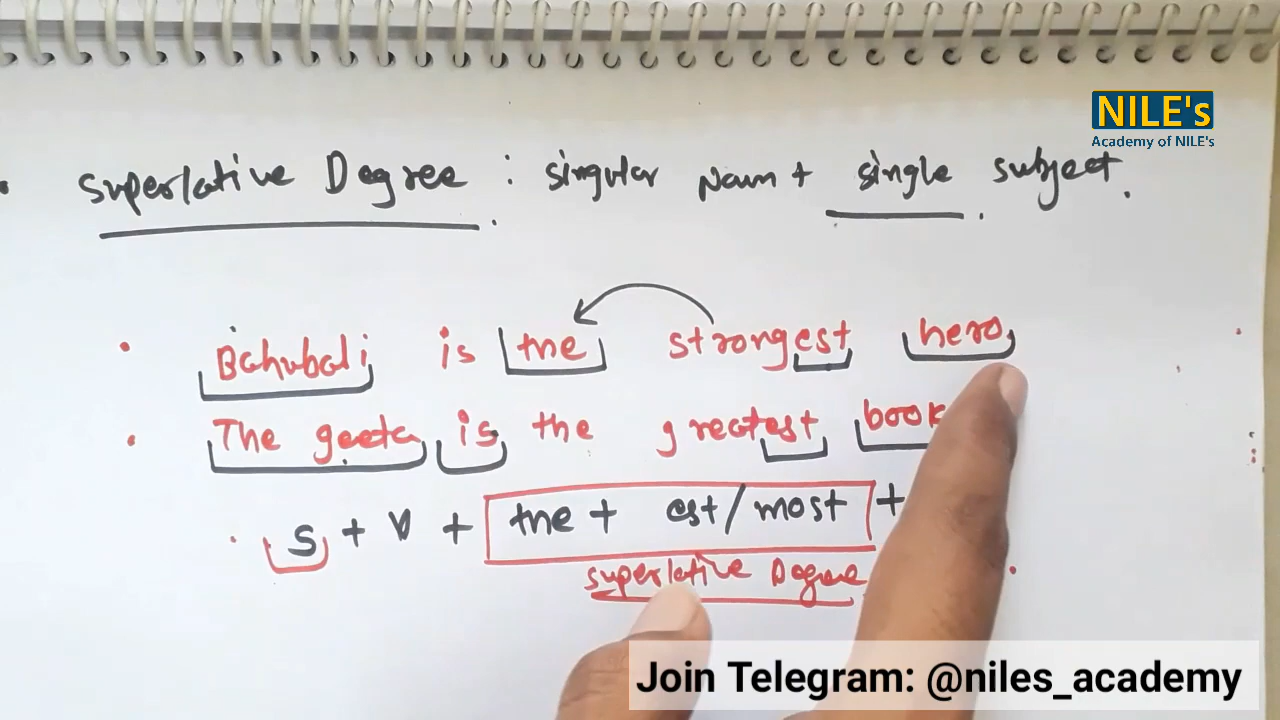 NILE's
Academy of NILE's
• Superlative Degree : singular Noun + single subject.
• Bahubali is the strongest hero
• The geeta is the greatest book
• S + V + the + est/most +
superlative Degree
Join Telegram: @niles_academy